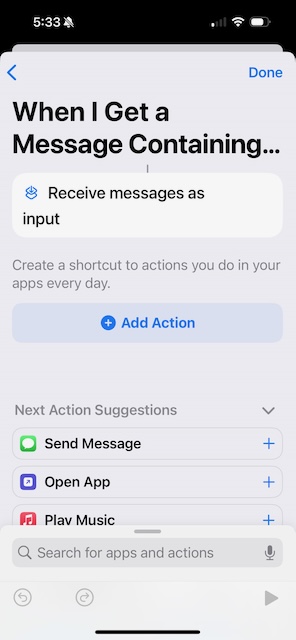 5:33
Done
When I Get a
Message Containing...
Receive messages as
input
Create a shortcut to actions you do in your
apps every day.
Add Action
Next Action Suggestions
Send Message
Open App
Play Music
Search for apps and actions